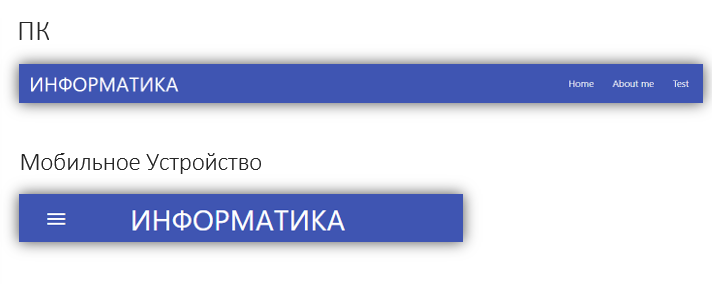 ПК
ИНФОРМАТИКА Home About me Test
Мобильное Устройство
ИНФОРМАТИКА